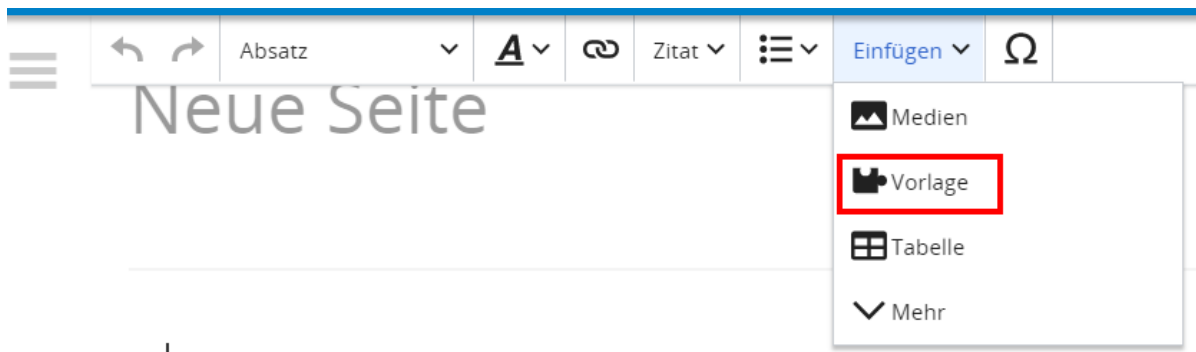 Absatz A Zitat Einfügen Ω
Neue Seite
Medien
Vorlage
Tabelle
Mehr